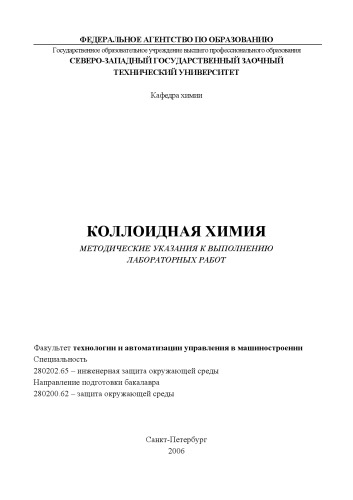 ФЕДЕРАЛЬНОЕ АГЕНТСТВО ПО ОБРАЗОВАНИЮ
Государственное образовательное учреждение высшего профессионального образования
СЕВЕРО-ЗАПАДНЫЙ ГОСУДАРСТВЕННЫЙ ЗАОЧНЫЙ
ТЕХНИЧЕСКИЙ УНИВЕРСИТЕТ
Кафедра химии
КОЛЛОИДНАЯ ХИМИЯ
МЕТОДИЧЕСКИЕ УКАЗАНИЯ К ВЫПОЛНЕНИЮ
ЛАБОРАТОРНЫХ РАБОТ
Факультет технологии и автоматизации управления в машиностроении
Специальность
280202.65 – инженерная защита окружающей среды
Направление подготовки бакалавра
280200.62 – защита окружающей среды
Санкт-Петербург
2006